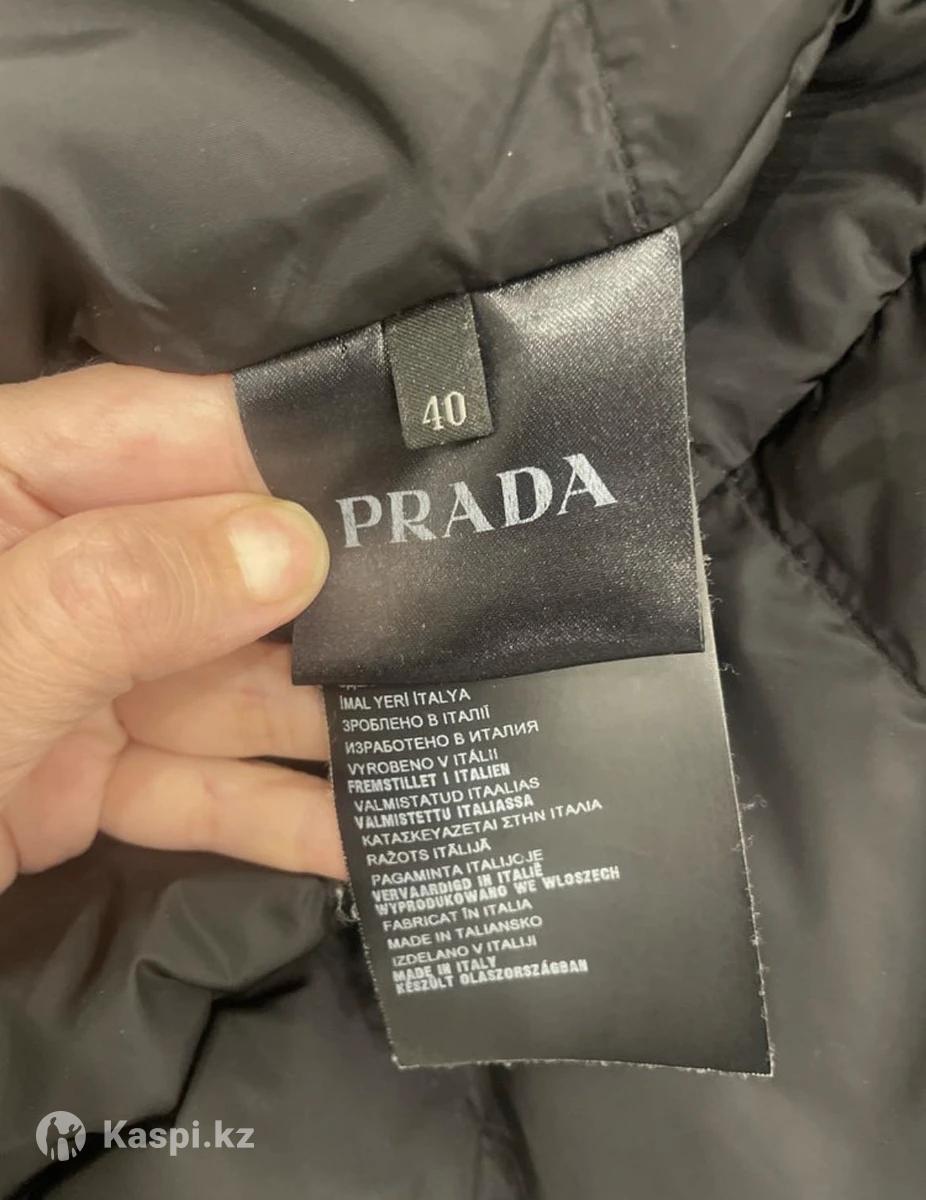 40
PRADA
İMAL YERİ İTALYA
ЗРОБЛЕНО В ІТАЛІЇ
ИЗРАБОТЕНО В ИТАЛИЯ
VYROBENO V ITÁLII
FREMSTILLET I ITALIEN
VALMISTATUD ITAALIAS
VALMISTETTU ITALIASSA
ΚΑΤΑΣΚΕΥΑΖΕΤΑΙ ΣΤΗΝ ΙΤΑΛΙΑ
RAŽOTS ITĀLIJĀ
PAGAMINTA ITALIJOJE
VERVAARDIGD IN ITALIË
WYPRODUKOWANO WE WLOSZECH
FABRICAT ÎN ITALIA
MADE IN TALIANSKO
IZDELANO V ITALIJI
MADE IN ITALY
KÉSZÜLT OLASZORSZÁGBAN
Kaspi.kz